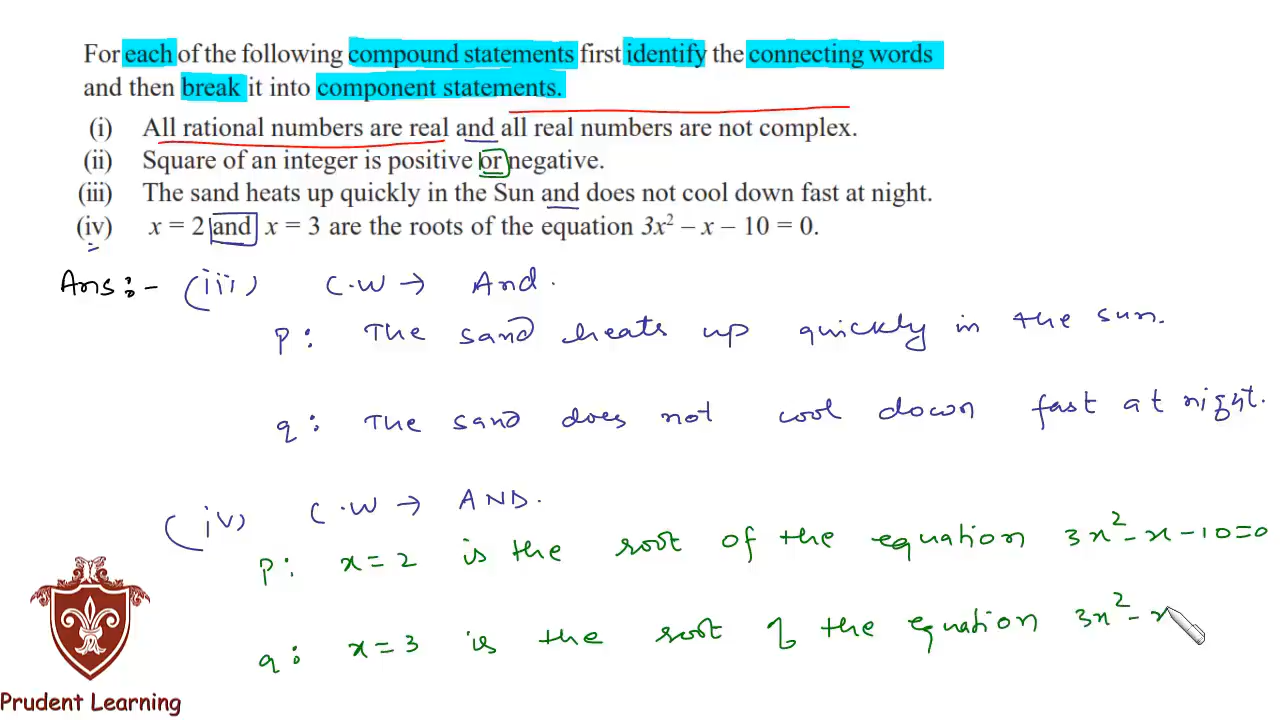 For each of the following compound statements first identify the connecting words
and then break it into component statements.
(i) All rational numbers are real and all real numbers are not complex.
(ii) Square of an integer is positive or negative.
(iii) The sand heats up quickly in the Sun and does not cool down fast at night.
(iv) x = 2 and x = 3 are the roots of the equation 3x² – x – 10 = 0.
Ans:- (iii) C.W → And.
p: The sand heats up quickly in the sun.
q: The sand does not cool down fast at night.
(iv) C.W → AND.
p: x = 2 is the root of the equation 3x² - x - 10 = 0
q: x = 3 is the root of the equation 3x² - x
Prudent Learning